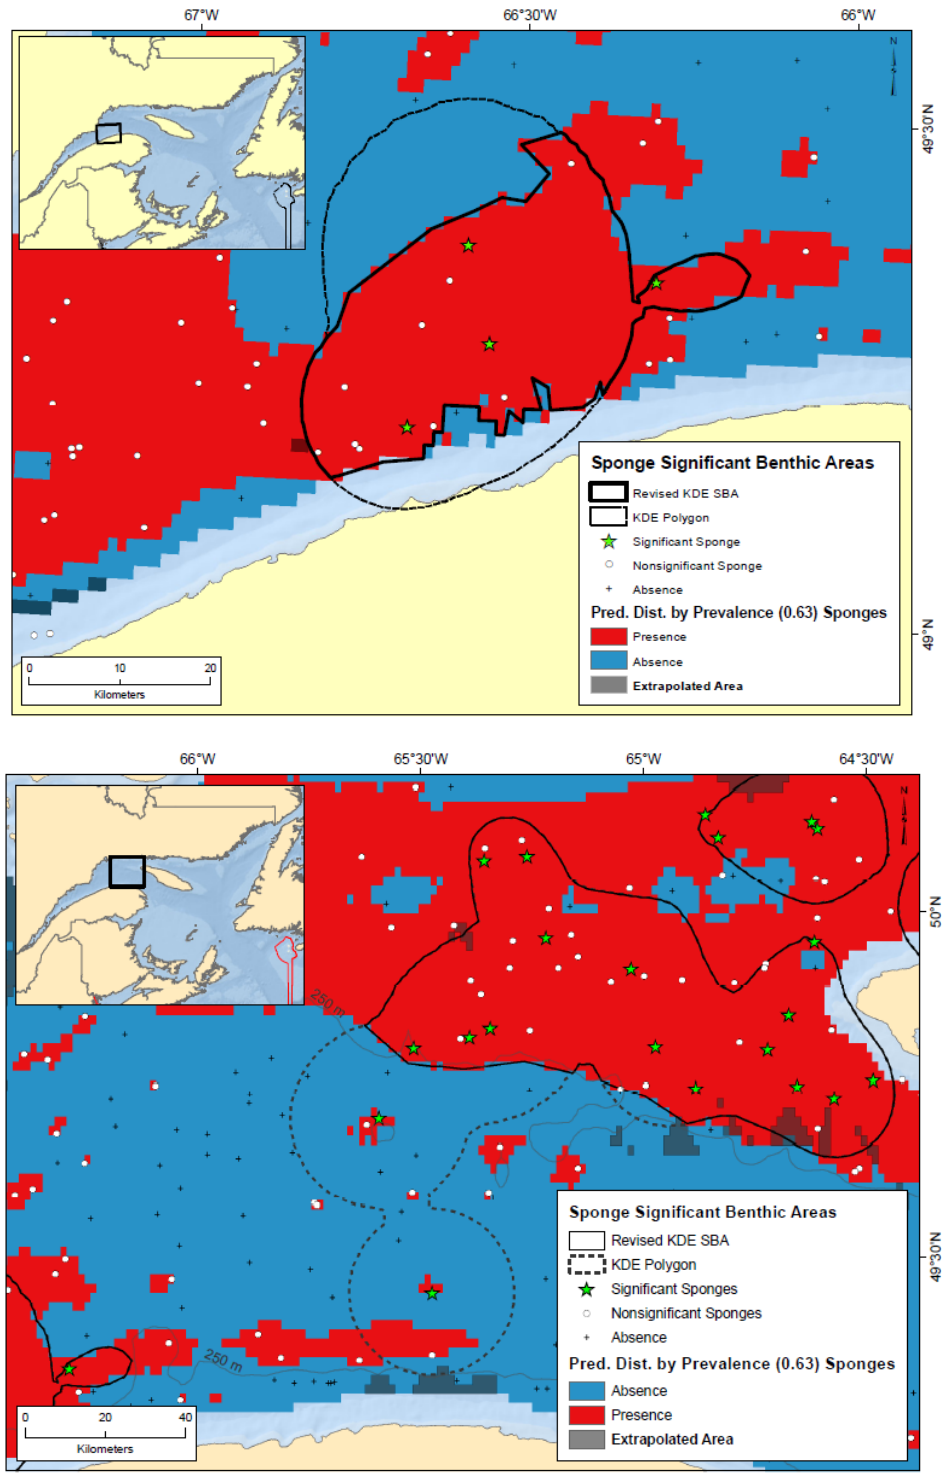 67°W 66°30'W 66°W
N
49°30'N
Sponge Significant Benthic Areas
Revised KDE SBA
KDE Polygon
Significant Sponge
Nonsignificant Sponge
Absence
Pred. Dist. by Prevalence (0.63) Sponges
Presence
Absence
Extrapolated Area
49°N
0 10 20
Kilometers
66°W 65°30'W 65°W 64°30'W
N
50°N
250 m
49°30'N
Sponge Significant Benthic Areas
Revised KDE SBA
KDE Polygon
Significant Sponges
Nonsignificant Sponges
Absence
Pred. Dist. by Prevalence (0.63) Sponges
Absence
Presence
Extrapolated Area
250 m
0 20 40
Kilometers